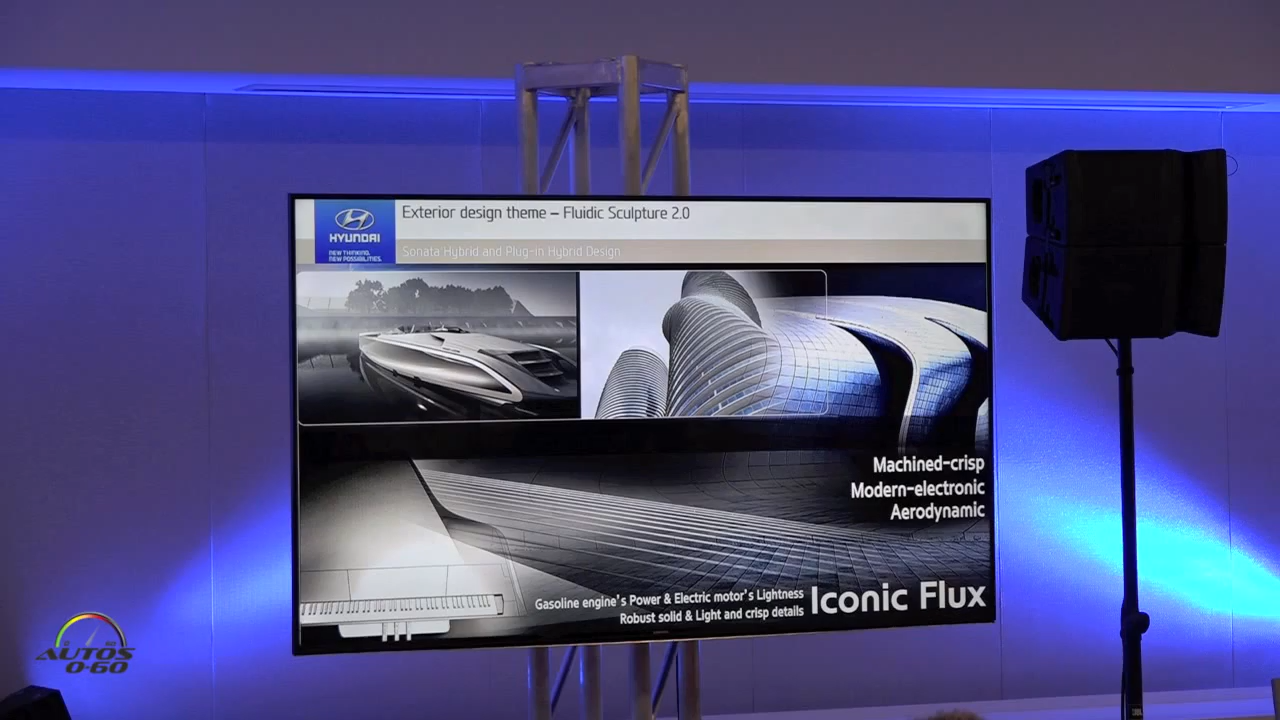 Exterior design theme – Fluidic Sculpture 2.0
HYUNDAI
NEW THINKING.
NEW POSSIBILITIES.
Sonata Hybrid and Plug-in Hybrid Design
Machined-crisp
Modern-electronic
Aerodynamic
Gasoline engine's Power & Electric motor's Lightness
Robust solid & Light and crisp details
Iconic Flux
AUTOS
0-60
JBL